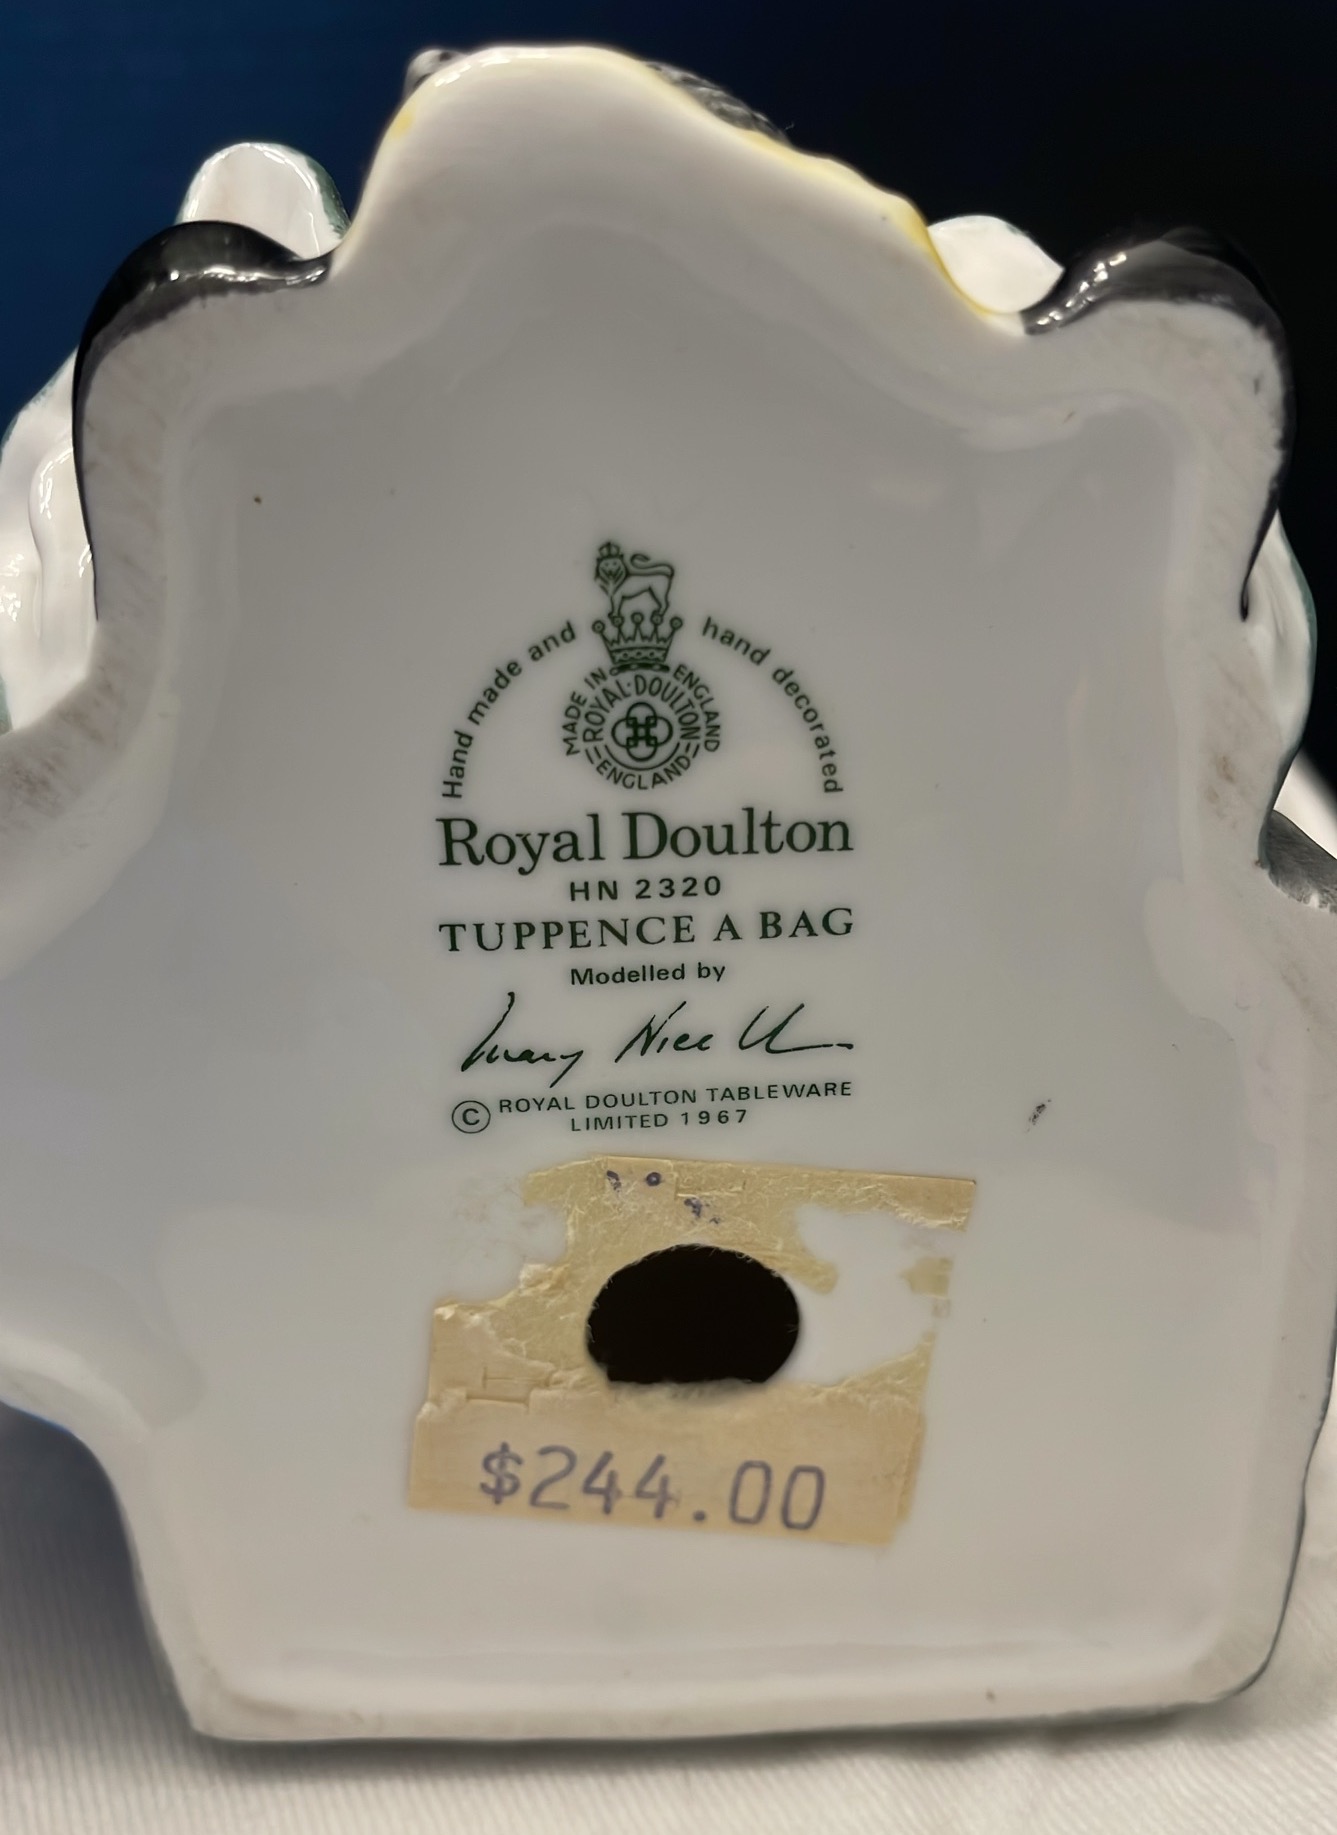 Hand made and hand decorated
MADE IN ENGLAND
ROYAL·DOULTON
ENGLAND
Royal Doulton
HN 2320
TUPPENCE A BAG
Modelled by
© ROYAL DOULTON TABLEWARE
LIMITED 1967
$244.00